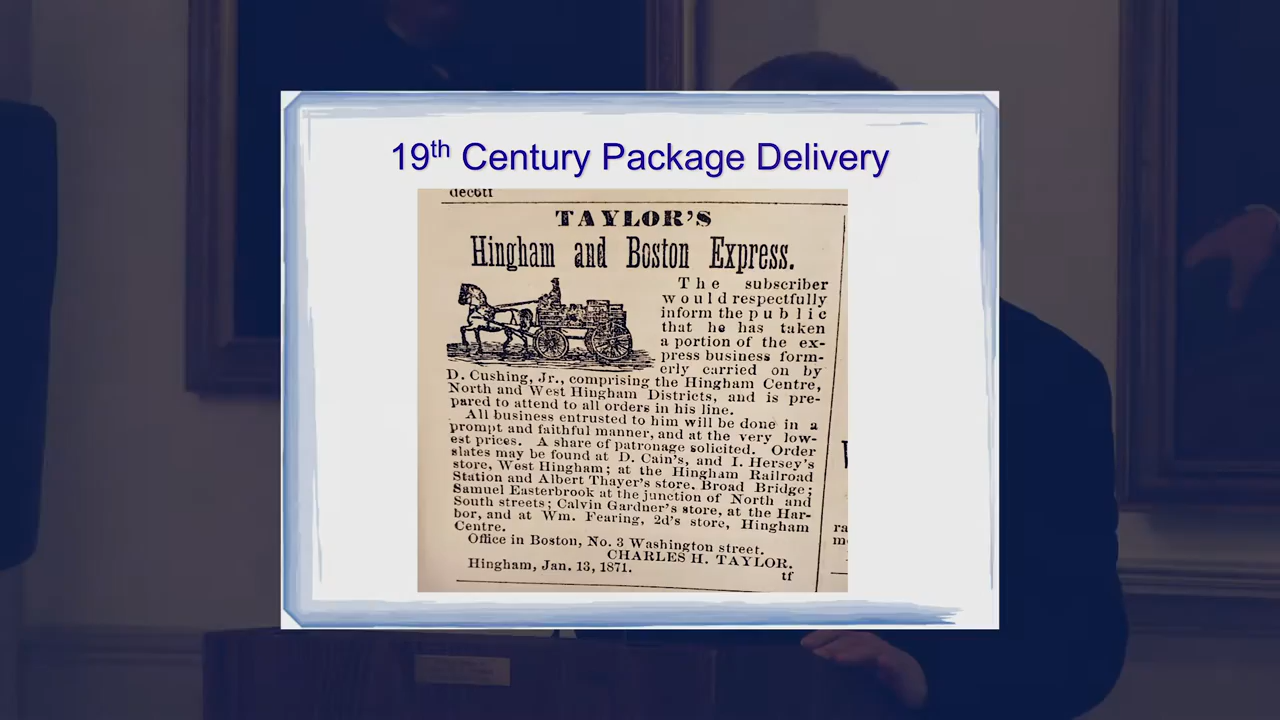 19th Century Package Delivery
TAYLOR'S
Hingham and Boston Express.
The subscriber
would respectfully
inform the public
that he has taken
a portion of the ex-
press business form-
erly carried on by
D. Cushing, Jr., comprising the Hingham Centre,
North and West Hingham Districts, and is pre-
pared to attend to all orders in his line.
All business entrusted to him will be done in a
prompt and faithful manner, and at the very low-
est prices. A share of patronage solicited. Order
slates may be found at D. Cain's, and I. Hersey's
store, West Hingham; at the Hingham Railroad
Station and Albert Thayer's store. Broad Bridge;
Samuel Easterbrook at the junction of North and
South streets; Calvin Gardner's store, at the Har-
bor, and at Wm. Fearing, 2d's store, Hingham
Centre.
Office in Boston, No. 3 Washington street.
CHARLES H. TAYLOR.
Hingham, Jan. 13, 1871.
tf